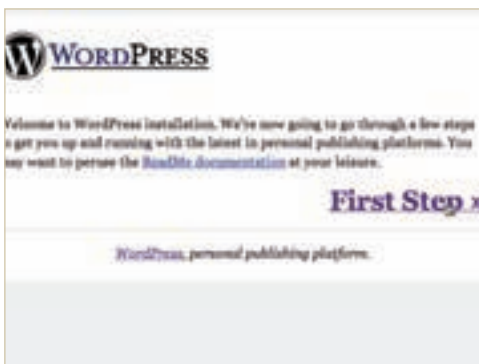 WORDPRESS
Welcome to WordPress installation. We're now going to go through a few steps
to get you up and running with the latest in personal publishing platforms. You
may want to peruse the ReadMe documentation at your leisure.
First Step »
WordPress, personal publishing platform.